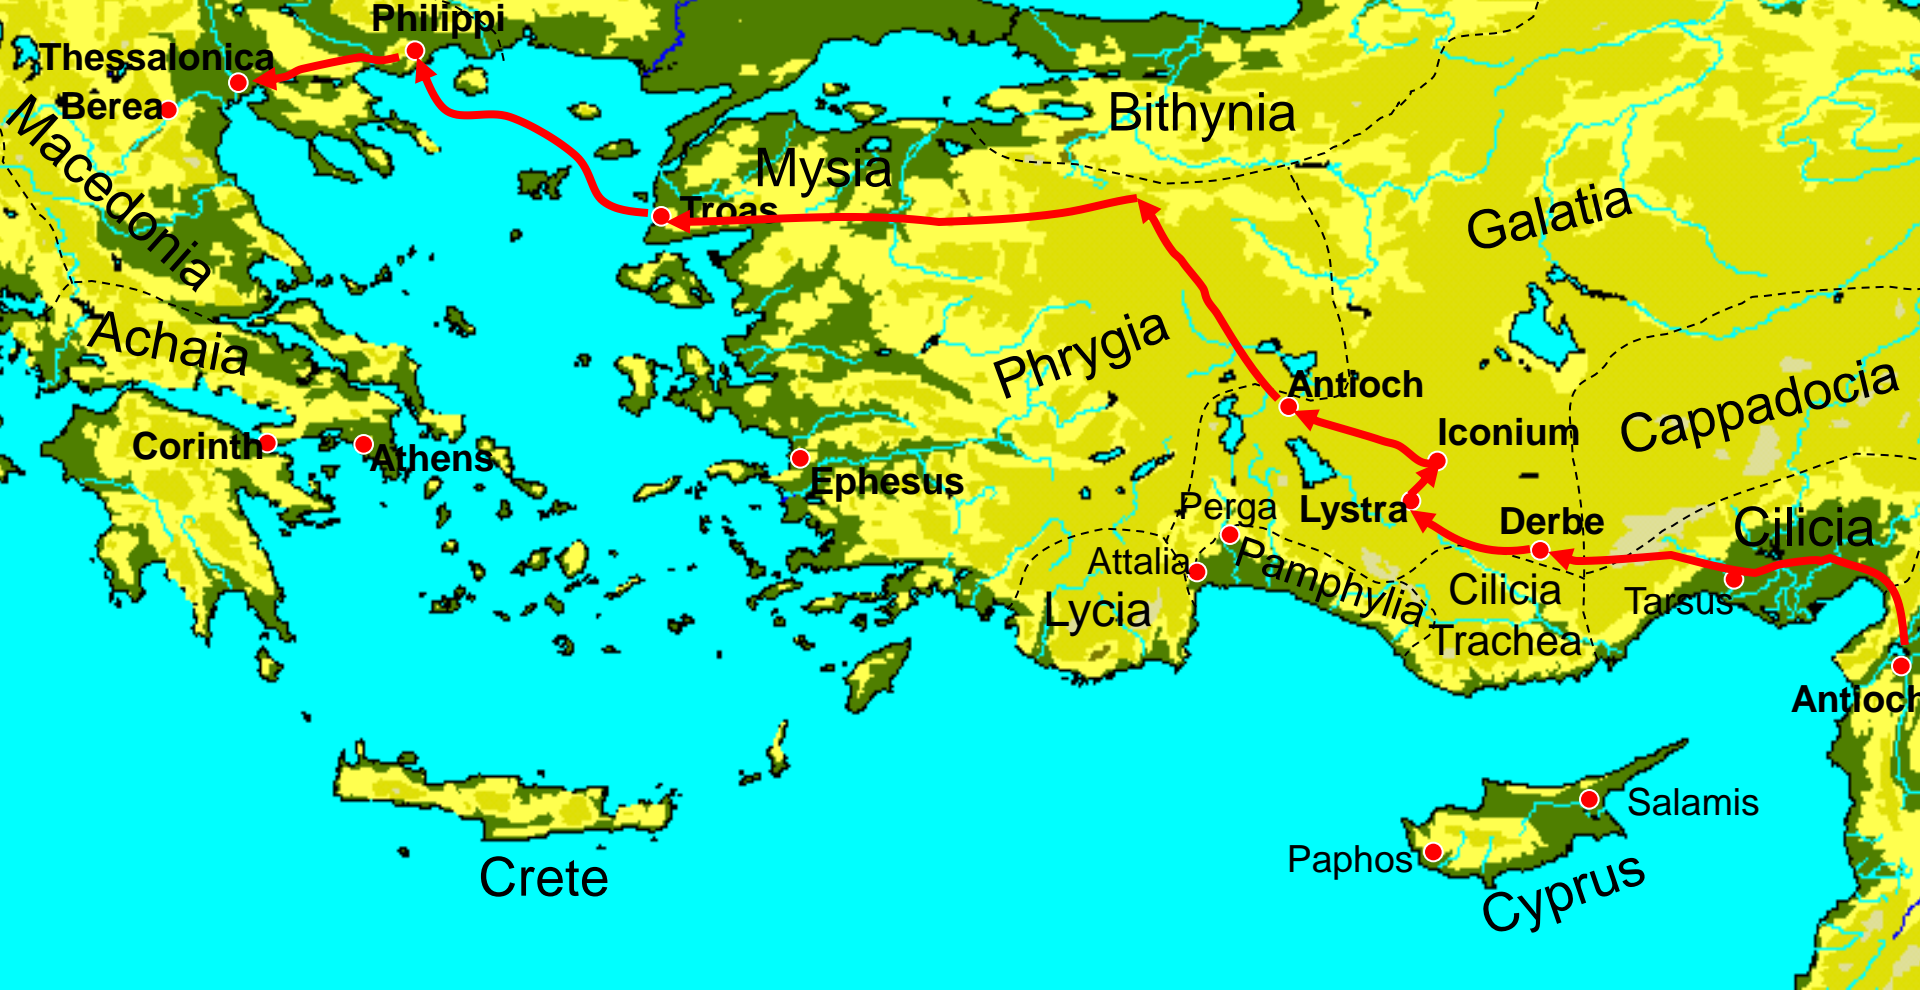 Philippi
Thessalonica
Berea
Macedonia
Bithynia
Mysia
Troas
Galatia
Achaia
Phrygia
Antioch
Cappadocia
Corinth
Athens
Iconium
Ephesus
Perga
Lystra
Derbe
Cilicia
Attalia
Pamphylia
Lycia
Cilicia
Trachea
Tarsus
Antioch
Salamis
Paphos
Cyprus
Crete